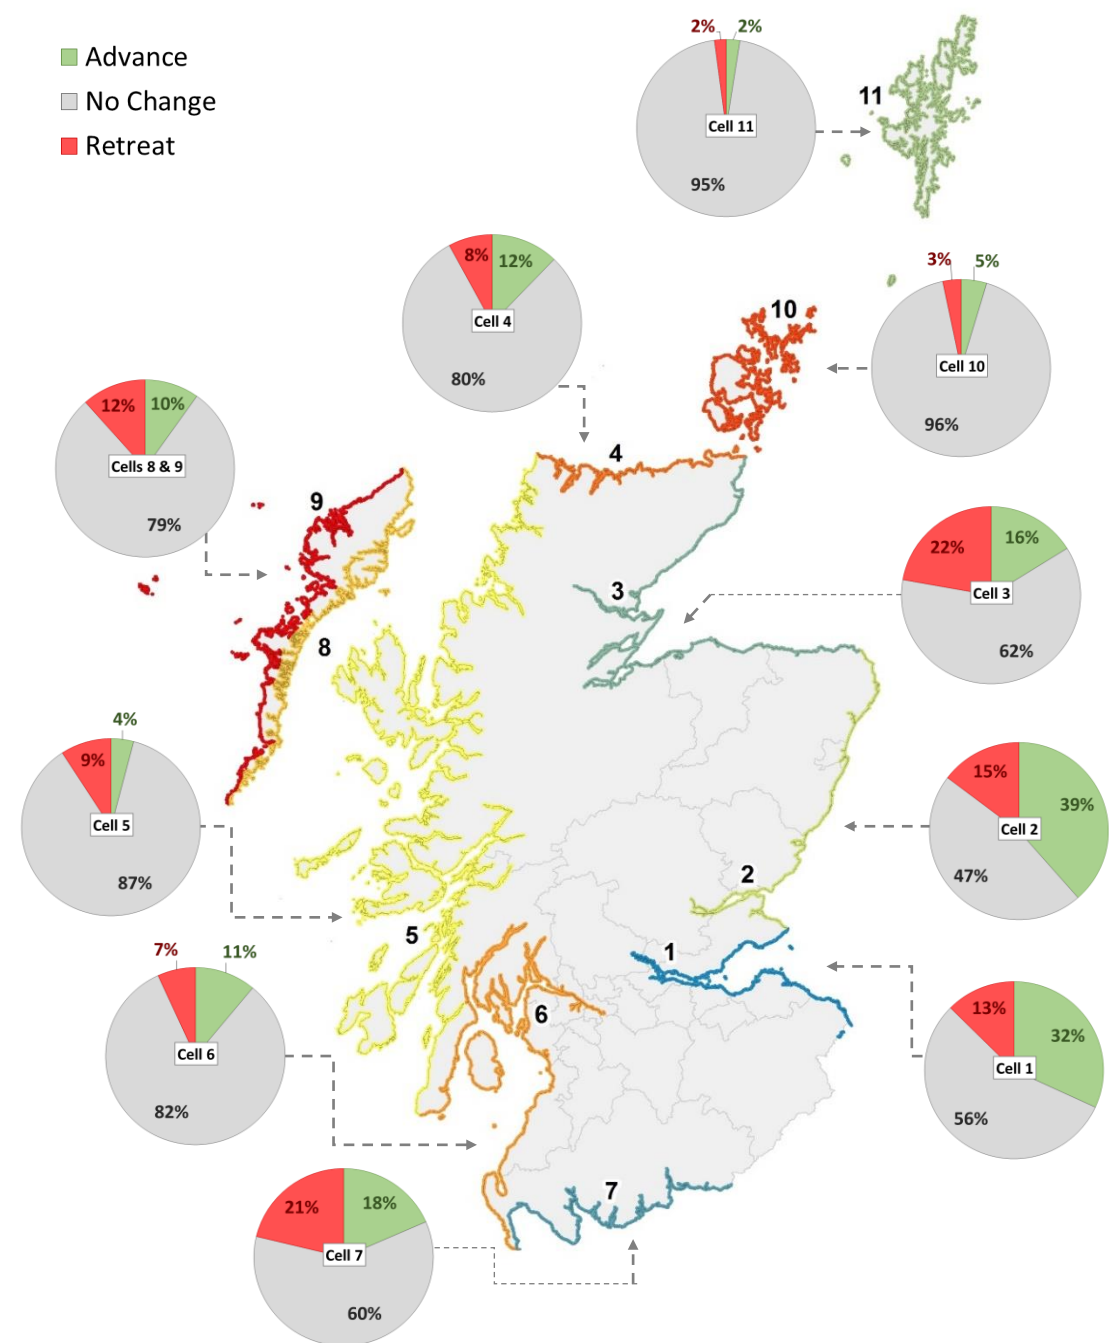 Advance
No Change
Retreat
2% 2%
Cell 11
95%
11
8% 12%
Cell 4
80%
3% 5%
Cell 10
96%
10
12% 10%
Cells 8 & 9
79%
4
9
22% 16%
Cell 3
62%
3
8
4%
9%
Cell 5
87%
15%
39%
Cell 2
47%
2
5
1
7% 11%
Cell 6
82%
6
13%
32%
Cell 1
56%
7
21% 18%
Cell 7
60%